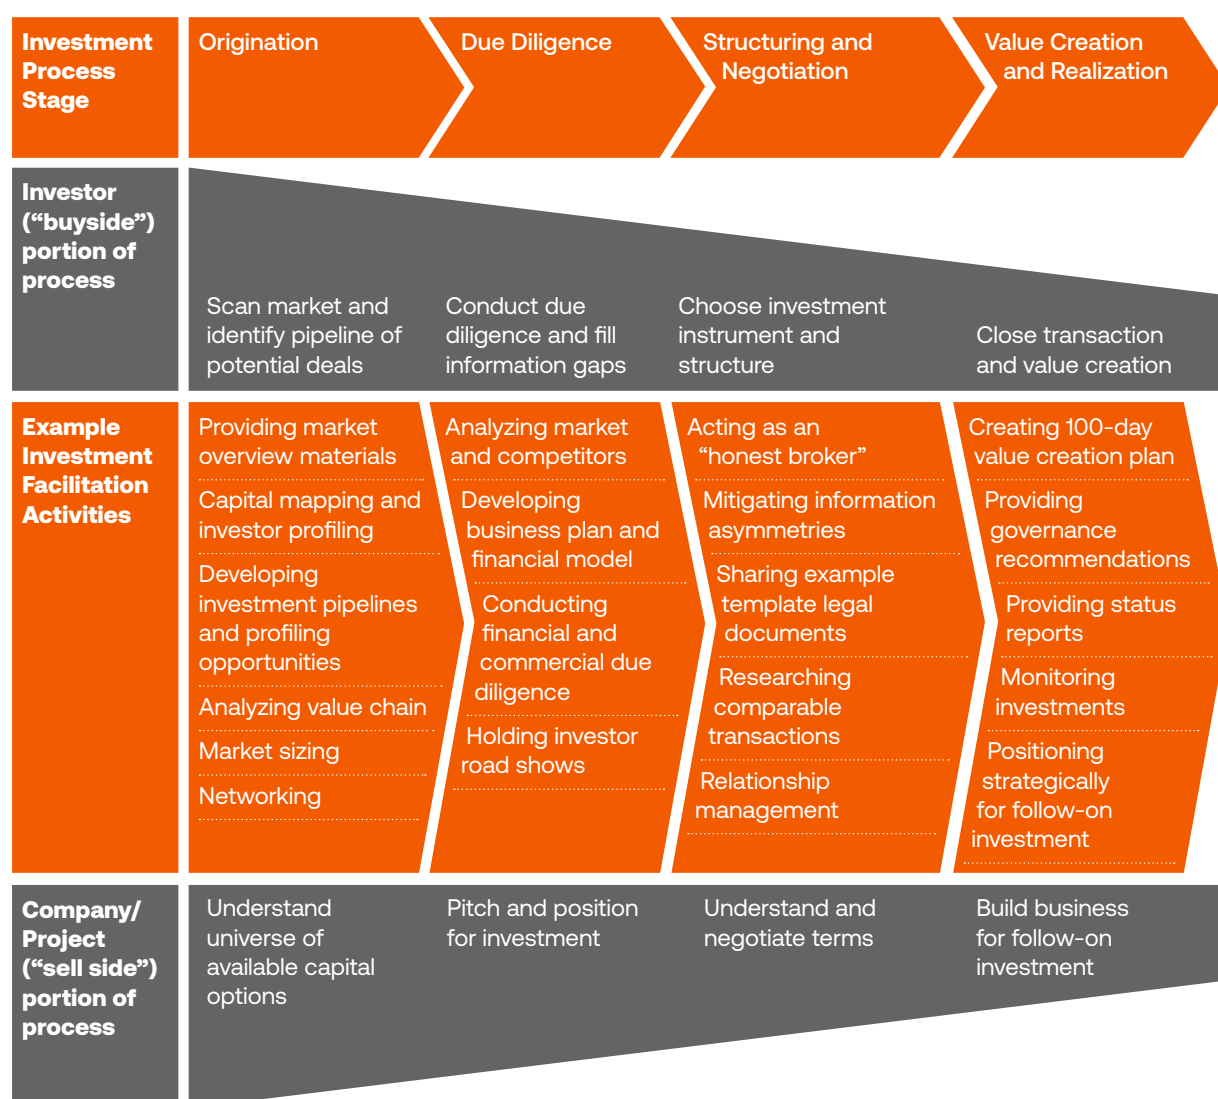 Investment
Process
Stage
Origination
Due Diligence
Structuring and
Negotiation
Value Creation
and Realization
Investor
(“buyside”)
portion of
process
Scan market and
identify pipeline of
potential deals
Conduct due
diligence and fill
information gaps
Choose investment
instrument and
structure
Close transaction
and value creation
Example
Investment
Facilitation
Activities
Providing market
overview materials
Capital mapping and
investor profiling
Developing
investment pipelines
and profiling
opportunities
Analyzing value chain
Market sizing
Networking
Analyzing market
and competitors
Developing
business plan and
financial model
Conducting
financial and
commercial due
diligence
Holding investor
road shows
Acting as an
“honest broker”
Mitigating information
asymmetries
Sharing example
template legal
documents
Researching
comparable
transactions
Relationship
management
Creating 100-day
value creation plan
Providing
governance
recommendations
Providing status
reports
Monitoring
investments
Positioning
strategically
for follow-on
investment
Company/
Project
(“sell side”)
portion of
process
Understand
universe of
available capital
options
Pitch and position
for investment
Understand and
negotiate terms
Build business
for follow-on
investment